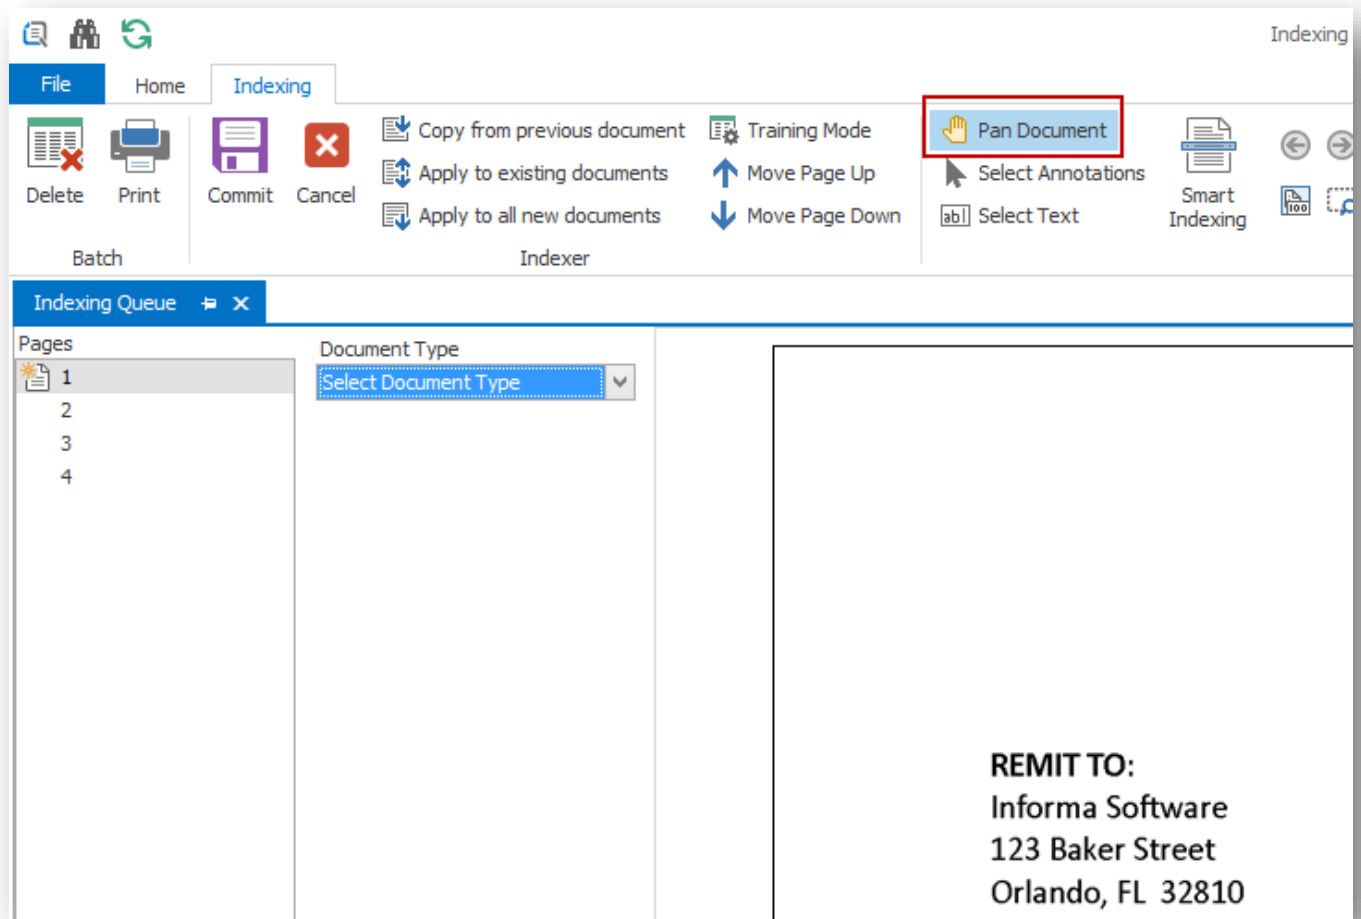 Indexing
File Home Indexing
Copy from previous document Training Mode Pan Document
Apply to existing documents Move Page Up Select Annotations
Delete Print Commit Cancel Smart Indexing
Apply to all new documents Move Page Down abl Select Text
100
Batch Indexer
Indexing Queue
Pages
Document Type
1
Select Document Type
2
3
4
REMIT TO:
Informa Software
123 Baker Street
Orlando, FL 32810